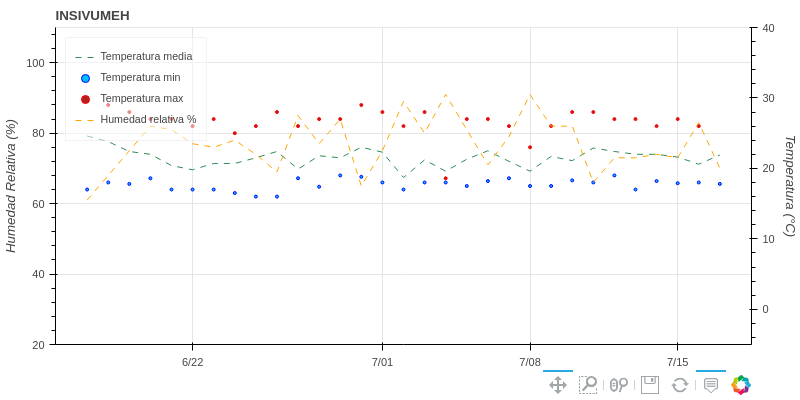 INSIVUMEH
Temperatura media
Temperatura min
Temperatura max
Humedad relativa %
Humedad Relativa (%)
100
80
60
40
20
Temperatura (°C)
40
30
20
10
0
6/22
7/01
7/08
7/15